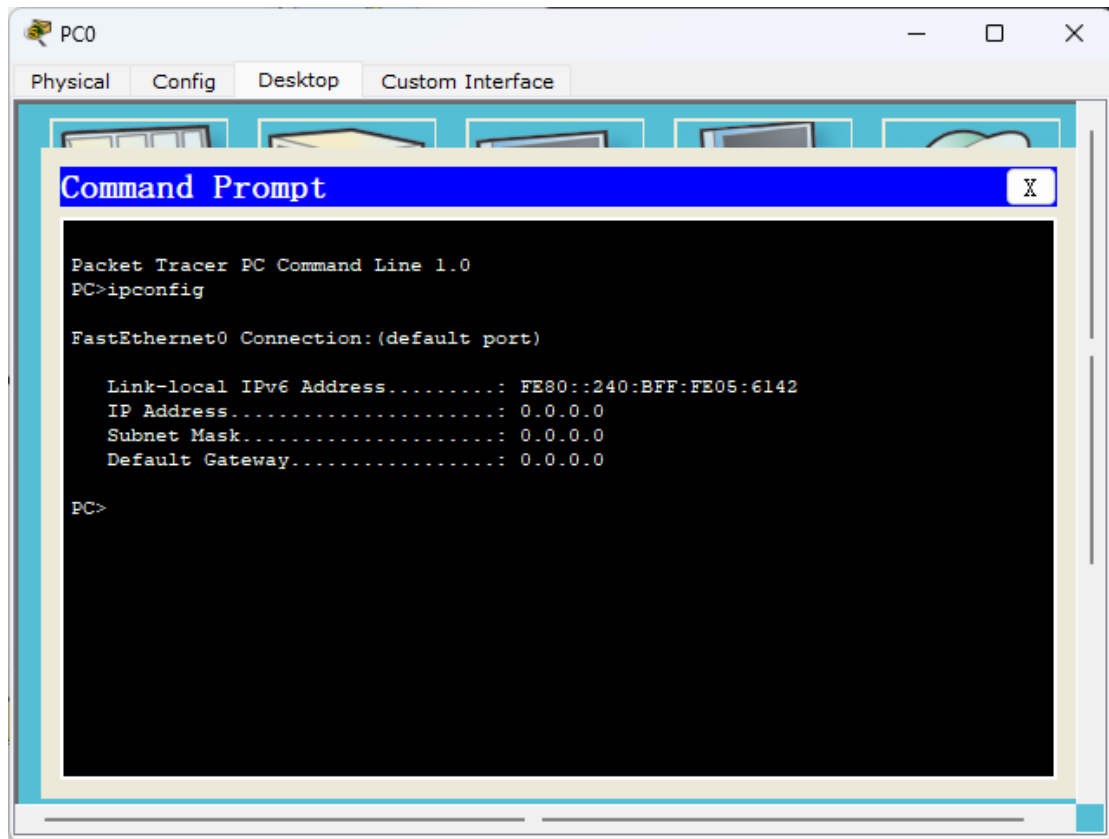 PC0
Physical Config Desktop Custom Interface
Command Prompt
X
Packet Tracer PC Command Line 1.0
PC>ipconfig
FastEthernet0 Connection:(default port)
Link-local IPv6 Address.........: FE80::240:BFF:FE05:6142
IP Address......................: 0.0.0.0
Subnet Mask.....................: 0.0.0.0
Default Gateway.................: 0.0.0.0
PC>